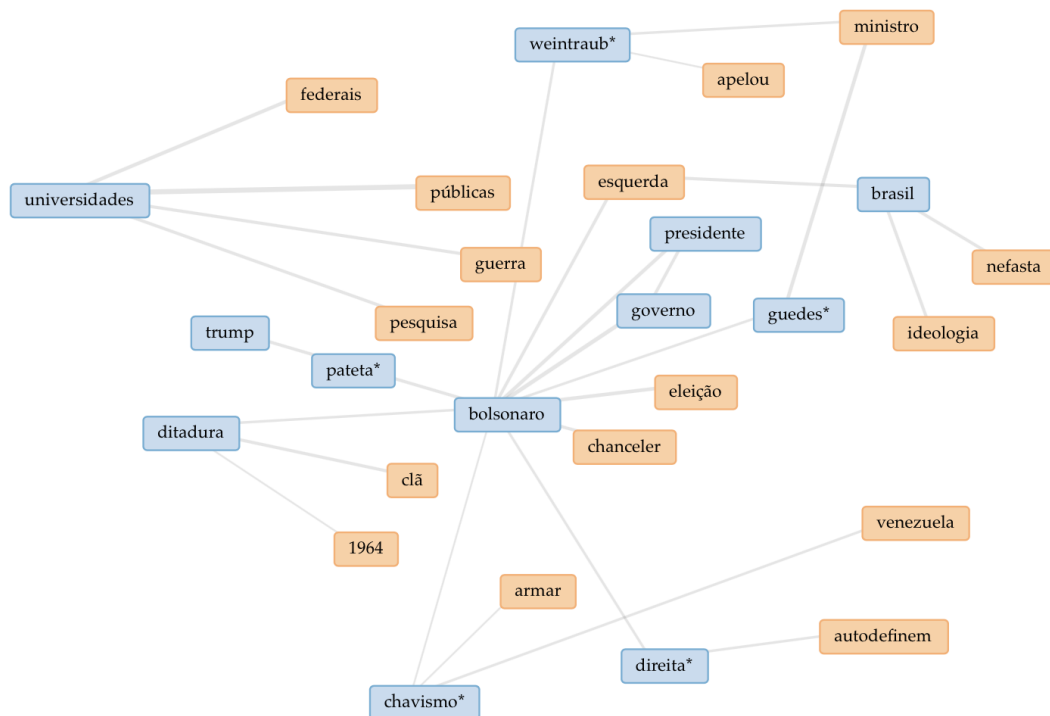 ministro
weintraub*
apelou
federais
esquerda
públicas
brasil
universidades
presidente
guerra
nefasta
governo
guedes*
pesquisa
trump
ideologia
pateta*
eleição
bolsonaro
ditadura
chanceler
clã
venezuela
1964
armar
autodefinem
direita*
chavismo*